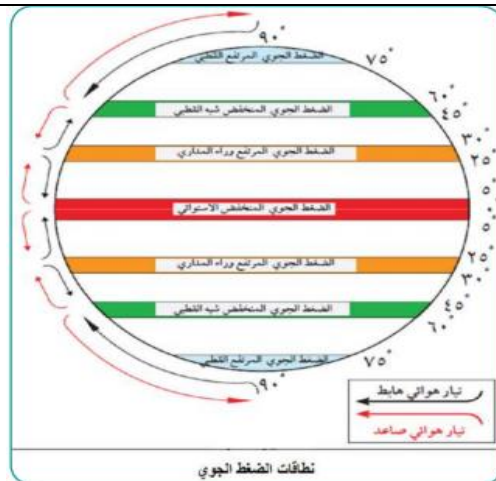 ٩٠°
٧٥°
الضغط الجوي المرتفع القطبي
٦٠°
٤٥°
الضغط الجوي المنخفض شبه القطبي
٣٠°
٢٥°
الضغط الجوي المرتفع وراء المداري
٥°
الضغط الجوي المنخفض الاستوائي
٥°
٢٥°
الضغط الجوي المرتفع وراء المداري
٣٠°
٤٥°
الضغط الجوي المنخفض شبه القطبي
٦٠°
الضغط الجوي المرتفع القطبي
٧٥°
٩٠°
تيار هوائي هابط
تيار هوائي صاعد
نطاقات الضغط الجوي